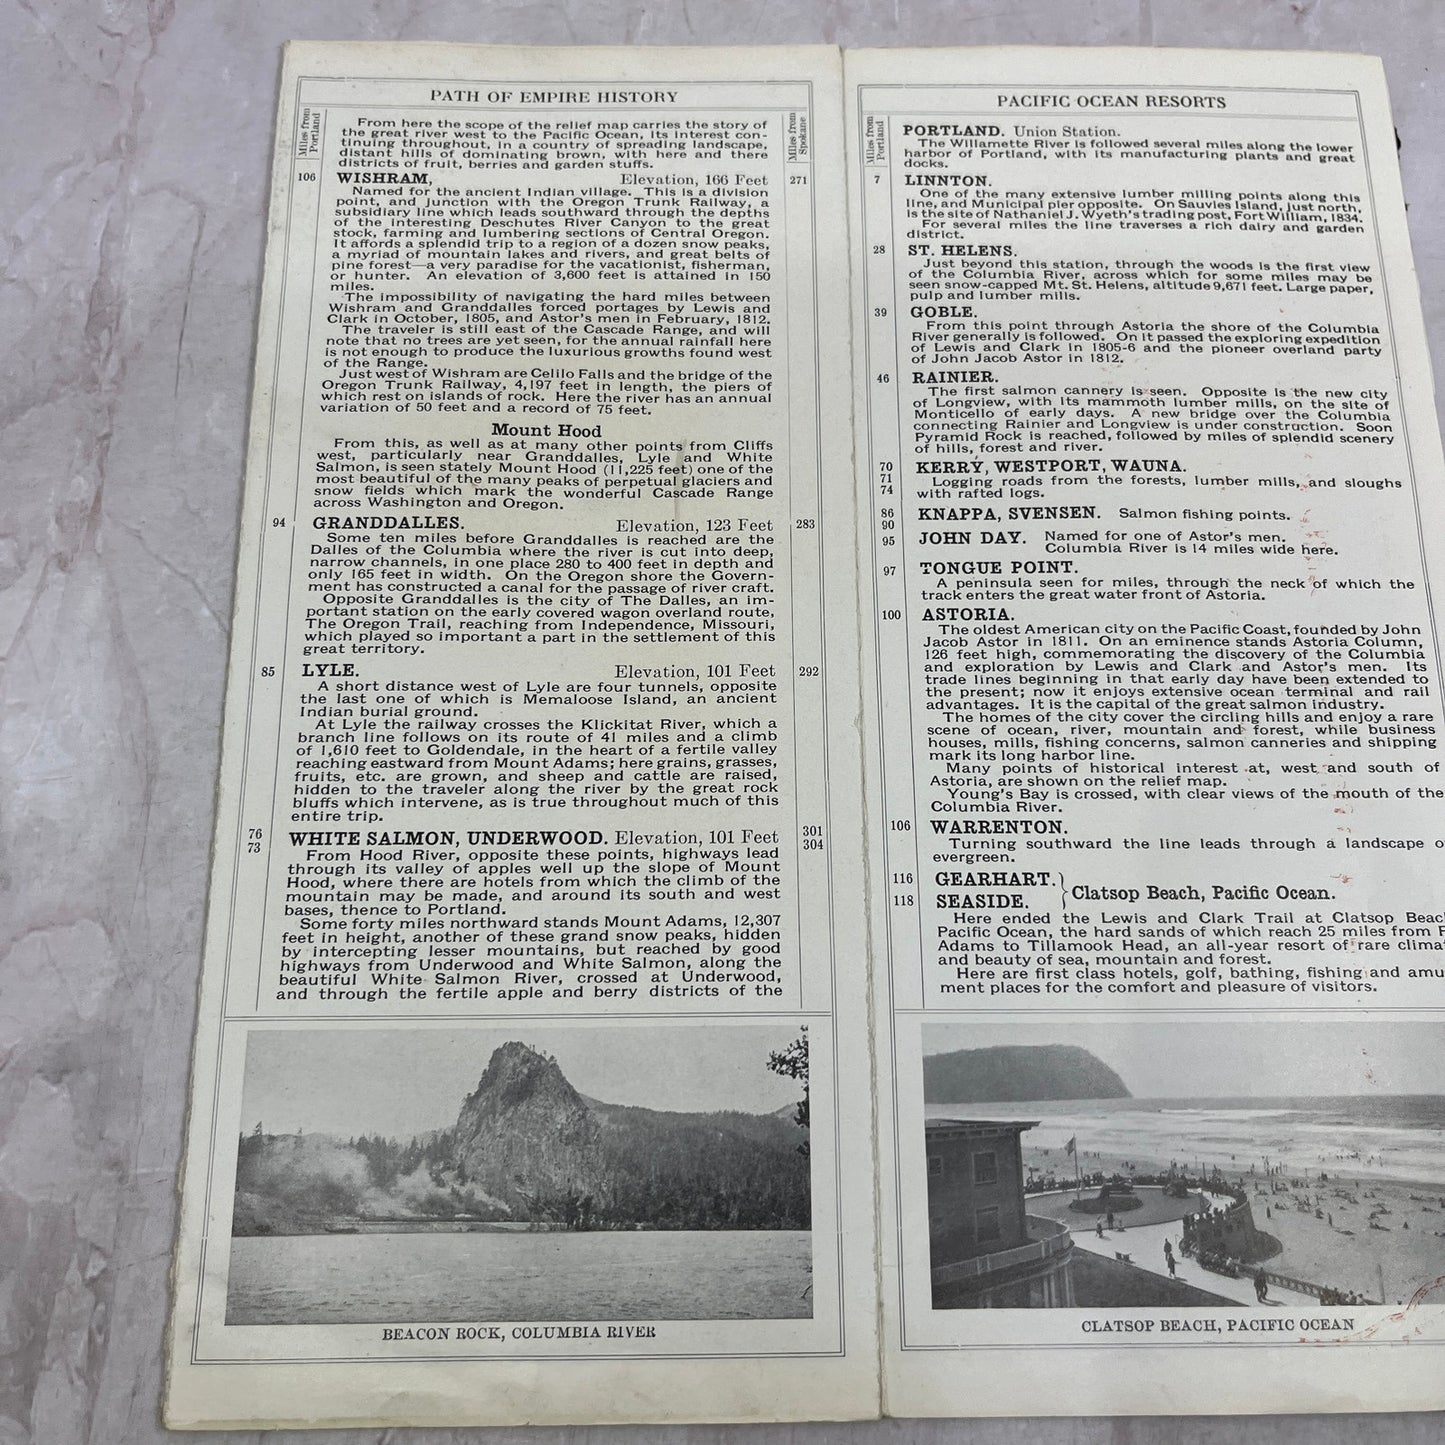 PATH OF EMPIRE HISTORY
Miles from
Portland
Miles from
Spokane
From here the scope of the relief map carries the story of
the great river west to the Pacific Ocean, its interest con-
tinuing throughout, in a country of spreading landscape,
distant hills of dominating brown, with here and there
districts of fruit, berries and garden stuffs.
106 WISHRAM, Elevation, 166 Feet 271
Named for the ancient Indian village. This is a division
point, and junction with the Oregon Trunk Railway, a
subsidiary line which leads southward through the depths
of the interesting Deschutes River Canyon to the great
stock, farming and lumbering sections of Central Oregon.
It affords a splendid trip to a region of a dozen snow peaks,
a myriad of mountain lakes and rivers, and great belts of
pine forest—a very paradise for the vacationist, fisherman,
or hunter. An elevation of 3,600 feet is attained in 150
miles.
The impossibility of navigating the hard miles between
Wishram and Granddalles forced portages by Lewis and
Clark in October, 1805, and Astor's men in February, 1812.
The traveler is still east of the Cascade Range, and will
note that no trees are yet seen, for the annual rainfall here
is not enough to produce the luxurious growths found west
of the Range.
Just west of Wishram are Celilo Falls and the bridge of the
Oregon Trunk Railway, 4,197 feet in length, the piers of
which rest on islands of rock. Here the river has an annual
variation of 50 feet and a record of 75 feet.
Mount Hood
From this, as well as at many other points from Cliffs
west, particularly near Granddalles, Lyle and White
Salmon, is seen stately Mount Hood (11,225 feet) one of the
most beautiful of the many peaks of perpetual glaciers and
snow fields which mark the wonderful Cascade Range
across Washington and Oregon.
94 GRANDDALLES. Elevation, 123 Feet 283
Some ten miles before Granddalles is reached are the
Dalles of the Columbia where the river is cut into deep,
narrow channels, in one place 280 to 400 feet in depth and
only 165 feet in width. On the Oregon shore the Govern-
ment has constructed a canal for the passage of river craft.
Opposite Granddalles is the city of The Dalles, an im-
portant station on the early covered wagon overland route,
The Oregon Trail, reaching from Independence, Missouri,
which played so important a part in the settlement of this
great territory.
85 LYLE. Elevation, 101 Feet 292
A short distance west of Lyle are four tunnels, opposite
the last one of which is Memaloose Island, an ancient
Indian burial ground.
At Lyle the railway crosses the Klickitat River, which a
branch line follows on its route of 41 miles and a climb
of 1,610 feet to Goldendale, in the heart of a fertile valley
reaching eastward from Mount Adams; here grains, grasses,
fruits, etc. are grown, and sheep and cattle are raised,
hidden to the traveler along the river by the great rock
bluffs which intervene, as is true throughout much of this
entire trip.
76 WHITE SALMON, UNDERWOOD. Elevation, 101 Feet 301
73 304
From Hood River, opposite these points, highways lead
through its valley of apples well up the slope of Mount
Hood, where there are hotels from which the climb of the
mountain may be made, and around its south and west
bases, thence to Portland.
Some forty miles northward stands Mount Adams, 12,307
feet in height, another of these grand snow peaks, hidden
by intercepting lesser mountains, but reached by good
highways from Underwood and White Salmon, along the
beautiful White Salmon River, crossed at Underwood,
and through the fertile apple and berry districts of the
BEACON ROCK, COLUMBIA RIVER
PACIFIC OCEAN RESORTS
Miles from
Portland
PORTLAND. Union Station.
The Willamette River is followed several miles along the lower
harbor of Portland, with its manufacturing plants and great
docks.
7 LINNTON.
One of the many extensive lumber milling points along this
line, and Municipal pier opposite. On Sauvies Island, just north,
is the site of Nathaniel J. Wyeth's trading post, Fort William, 1834.
For several miles the line traverses a rich dairy and garden
district.
28 ST. HELENS.
Just beyond this station, through the woods is the first view
of the Columbia River, across which for some miles may be
seen snow-capped Mt. St. Helens, altitude 9,671 feet. Large paper,
pulp and lumber mills.
39 GOBLE.
From this point through Astoria the shore of the Columbia
River generally is followed. On it passed the exploring expedition
of Lewis and Clark in 1805-6 and the pioneer overland party
of John Jacob Astor in 1812.
46 RAINIER.
The first salmon cannery is seen. Opposite is the new city
of Longview, with its mammoth lumber mills, on the site of
Monticello of early days. A new bridge over the Columbia
connecting Rainier and Longview is under construction. Soon
Pyramid Rock is reached, followed by miles of splendid scenery
of hills, forest and river.
70 KERRY, WESTPORT, WAUNA.
71 Logging roads from the forests, lumber mills, and sloughs
74 with rafted logs.
86 KNAPPA, SVENSEN. Salmon fishing points.
90
95 JOHN DAY. Named for one of Astor's men.
Columbia River is 14 miles wide here.
97 TONGUE POINT.
A peninsula seen for miles, through the neck of which the
track enters the great water front of Astoria.
100 ASTORIA.
The oldest American city on the Pacific Coast, founded by John
Jacob Astor in 1811. On an eminence stands Astoria Column,
126 feet high, commemorating the discovery of the Columbia
and exploration by Lewis and Clark and Astor's men. Its
trade lines beginning in that early day have been extended to
the present; now it enjoys extensive ocean terminal and rail
advantages. It is the capital of the great salmon industry.
The homes of the city cover the circling hills and enjoy a rare
scene of ocean, river, mountain and forest, while business
houses, mills, fishing concerns, salmon canneries and shipping
mark its long harbor line.
Many points of historical interest at, west and south of
Astoria, are shown on the relief map.
Young's Bay is crossed, with clear views of the mouth of the
Columbia River.
106 WARRENTON.
Turning southward the line leads through a landscape o
evergreen.
116 GEARHART.
118 SEASIDE. } Clatsop Beach, Pacific Ocean.
Here ended the Lewis and Clark Trail at Clatsop Beac
Pacific Ocean, the hard sands of which reach 25 miles from
Adams to Tillamook Head, an all-year resort of rare clima
and beauty of sea, mountain and forest.
Here are first class hotels, golf, bathing, fishing and amu
ment places for the comfort and pleasure of visitors.
CLATSOP BEACH, PACIFIC OCEAN